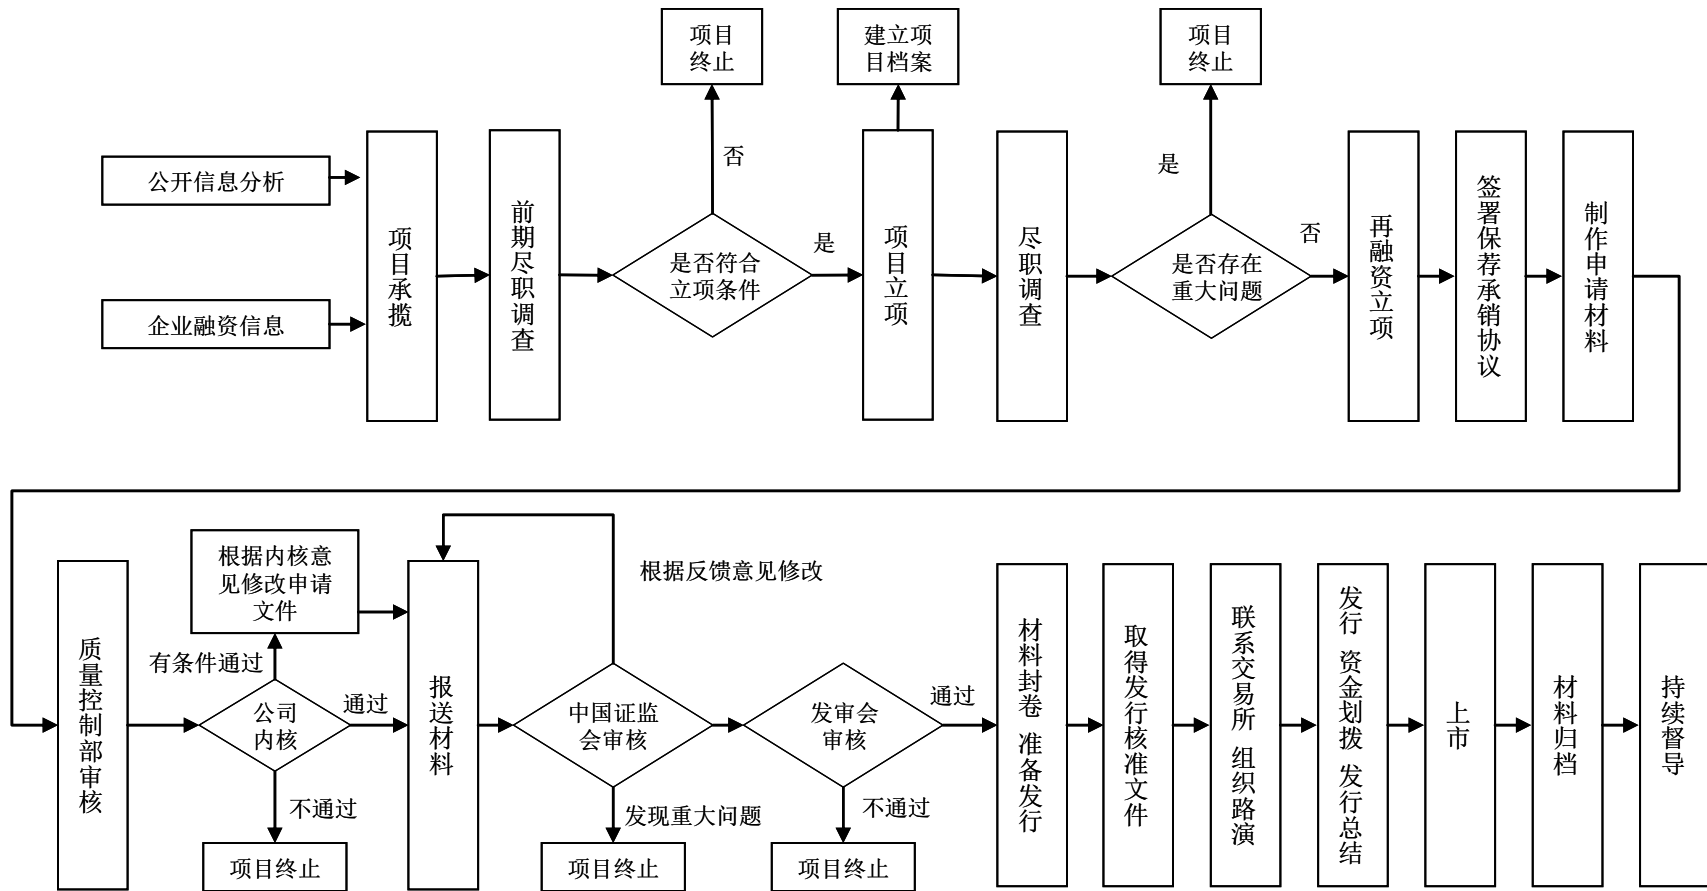 项目
终止
建立项
目档案
项目
终止
公开信息分析
企业融资信息
项目承揽
前期尽职调查
否
是否符合
立项条件
是
项目立项
尽职调查
是
是否存在
重大问题
否
再融资立项
签署保荐承销协议
制作申请材料
质量控制部审核
根据内核意
见修改申请
文件
有条件通过
公司
内核
通过
不通过
项目终止
报送材料
根据反馈意见修改
中国证监
会审核
发现重大问题
项目终止
发审会
审核
通过
不通过
项目终止
材料封卷 准备发行
取得发行核准文件
联系交易所 组织路演
发行 资金划拨 发行总结
上市
材料归档
持续督导